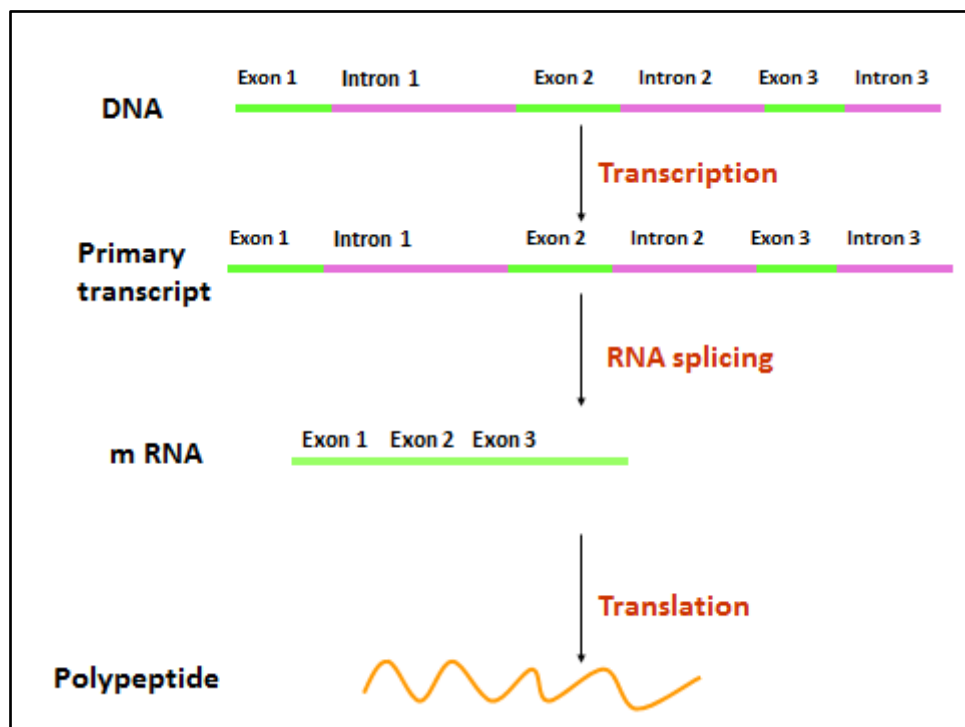 Exon 1 Intron 1 Exon 2 Intron 2 Exon 3 Intron 3
DNA
Transcription
Exon 1 Intron 1 Exon 2 Intron 2 Exon 3 Intron 3
Primary
transcript
RNA splicing
Exon 1 Exon 2 Exon 3
m RNA
Translation
Polypeptide